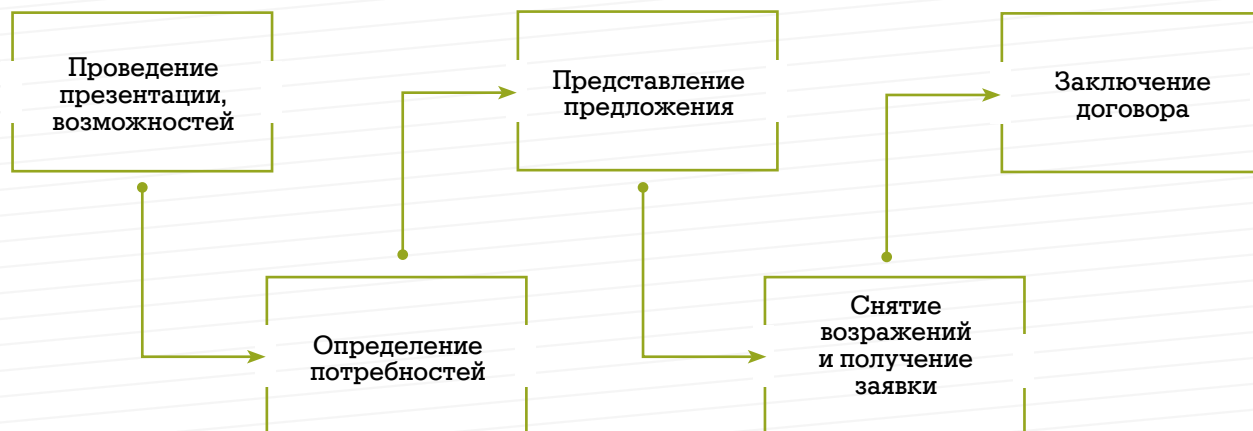 Проведение
презентации,
возможностей
Определение
потребностей
Представление
предложения
Снятие
возражений
и получение
заявки
Заключение
договора